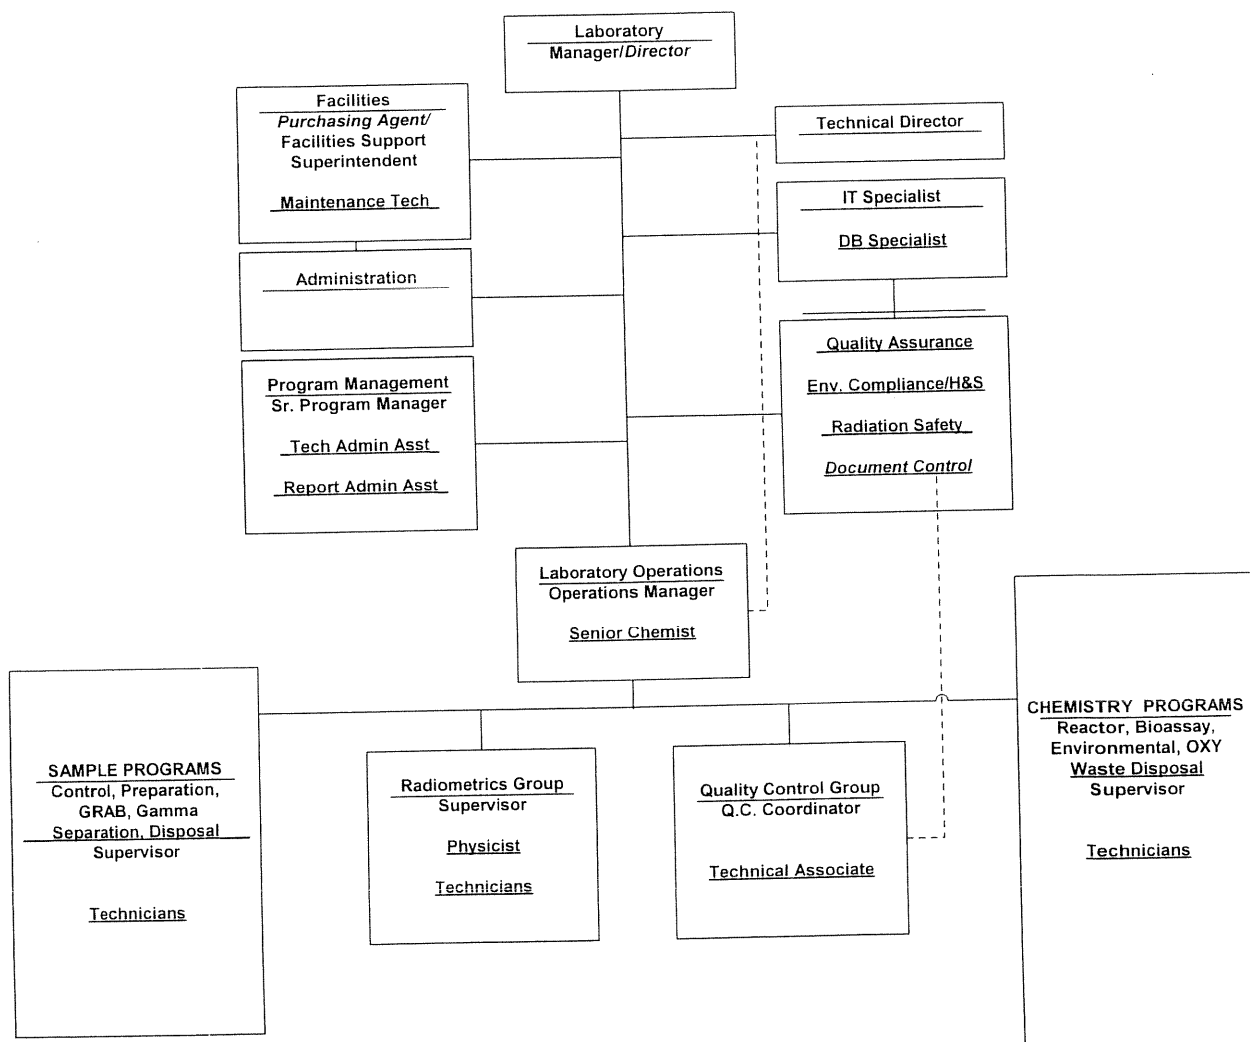 Laboratory
Manager/Director
Facilities
Purchasing Agent/
Facilities Support
Superintendent
Maintenance Tech
Technical Director
IT Specialist
DB Specialist
Administration
Quality Assurance
Env. Compliance/H&S
Radiation Safety
Document Control
Program Management
Sr. Program Manager
Tech Admin Asst
Report Admin Asst
Laboratory Operations
Operations Manager
Senior Chemist
SAMPLE PROGRAMS
Control, Preparation,
GRAB, Gamma
Separation, Disposal
Supervisor
Technicians
Radiometrics Group
Supervisor
Physicist
Technicians
Quality Control Group
Q.C. Coordinator
Technical Associate
CHEMISTRY PROGRAMS
Reactor, Bioassay,
Environmental, OXY
Waste Disposal
Supervisor
Technicians